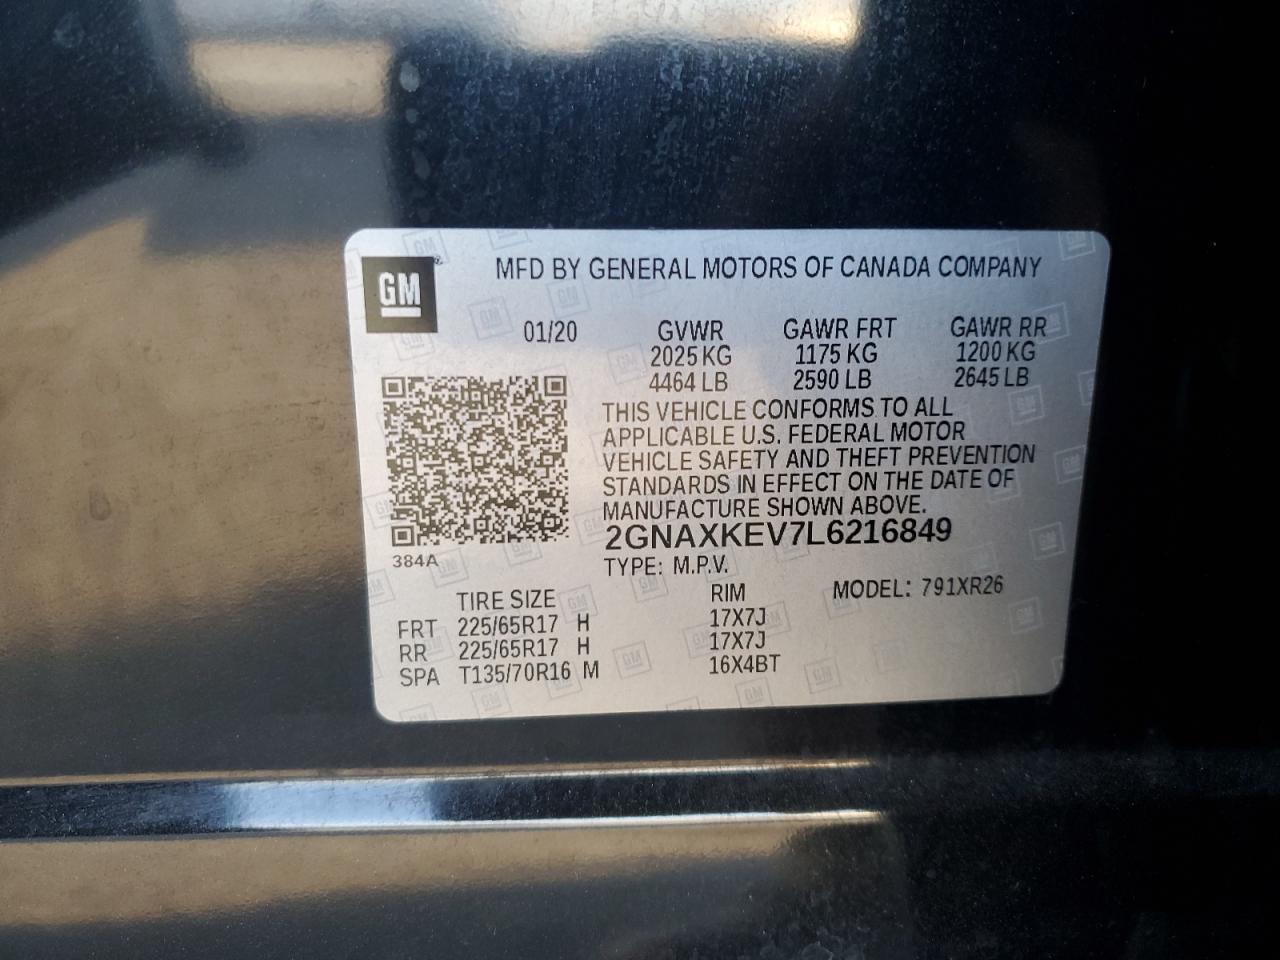 MFD BY GENERAL MOTORS OF CANADA COMPANY
GM®
01/20 GVWR GAWR FRT GAWR RR
2025 KG 1175 KG 1200 KG
4464 LB 2590 LB 2645 LB
THIS VEHICLE CONFORMS TO ALL
APPLICABLE U.S. FEDERAL MOTOR
VEHICLE SAFETY AND THEFT PREVENTION
STANDARDS IN EFFECT ON THE DATE OF
MANUFACTURE SHOWN ABOVE.
2GNAXKEV7L6216849
384A
TYPE: M.P.V.
TIRE SIZE RIM MODEL: 791XR26
FRT 225/65R17 H 17X7J
RR 225/65R17 H 17X7J
SPA T135/70R16 M 16X4BT